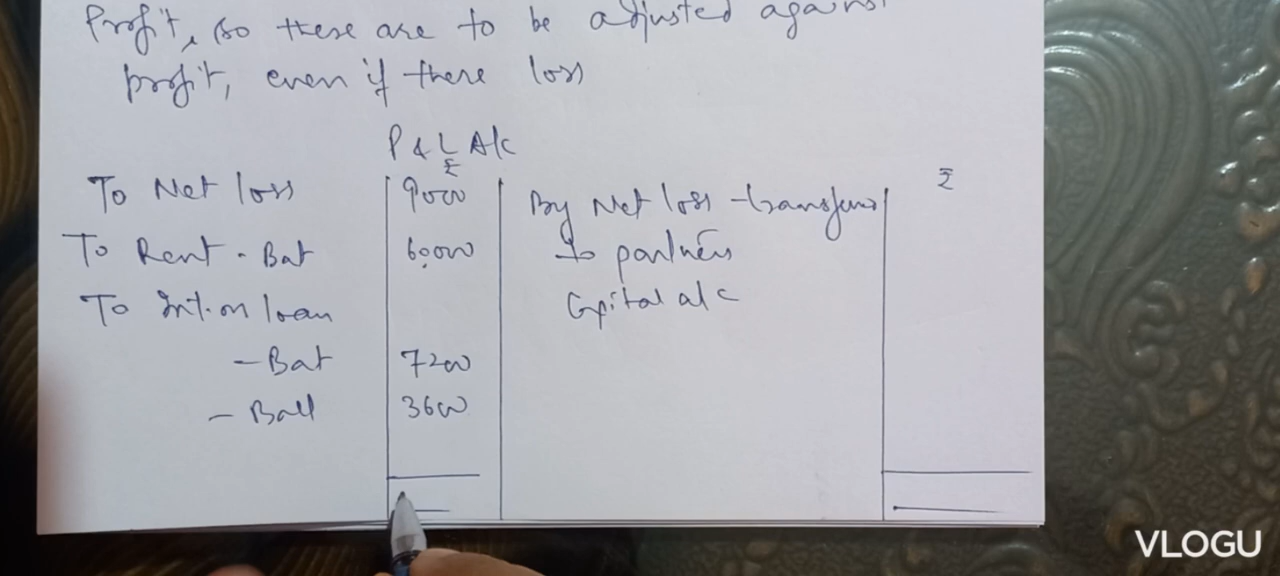 Profit, so these are to be adjusted against
profit, even if there loss
P & L A/c
₹ ₹
To Net loss 9000 By Net loss - transferred
To Rent - Bat 60000 to partners
To Int. on loan Capital a/c
- Bat 7200
- Ball 3600
VLOGU